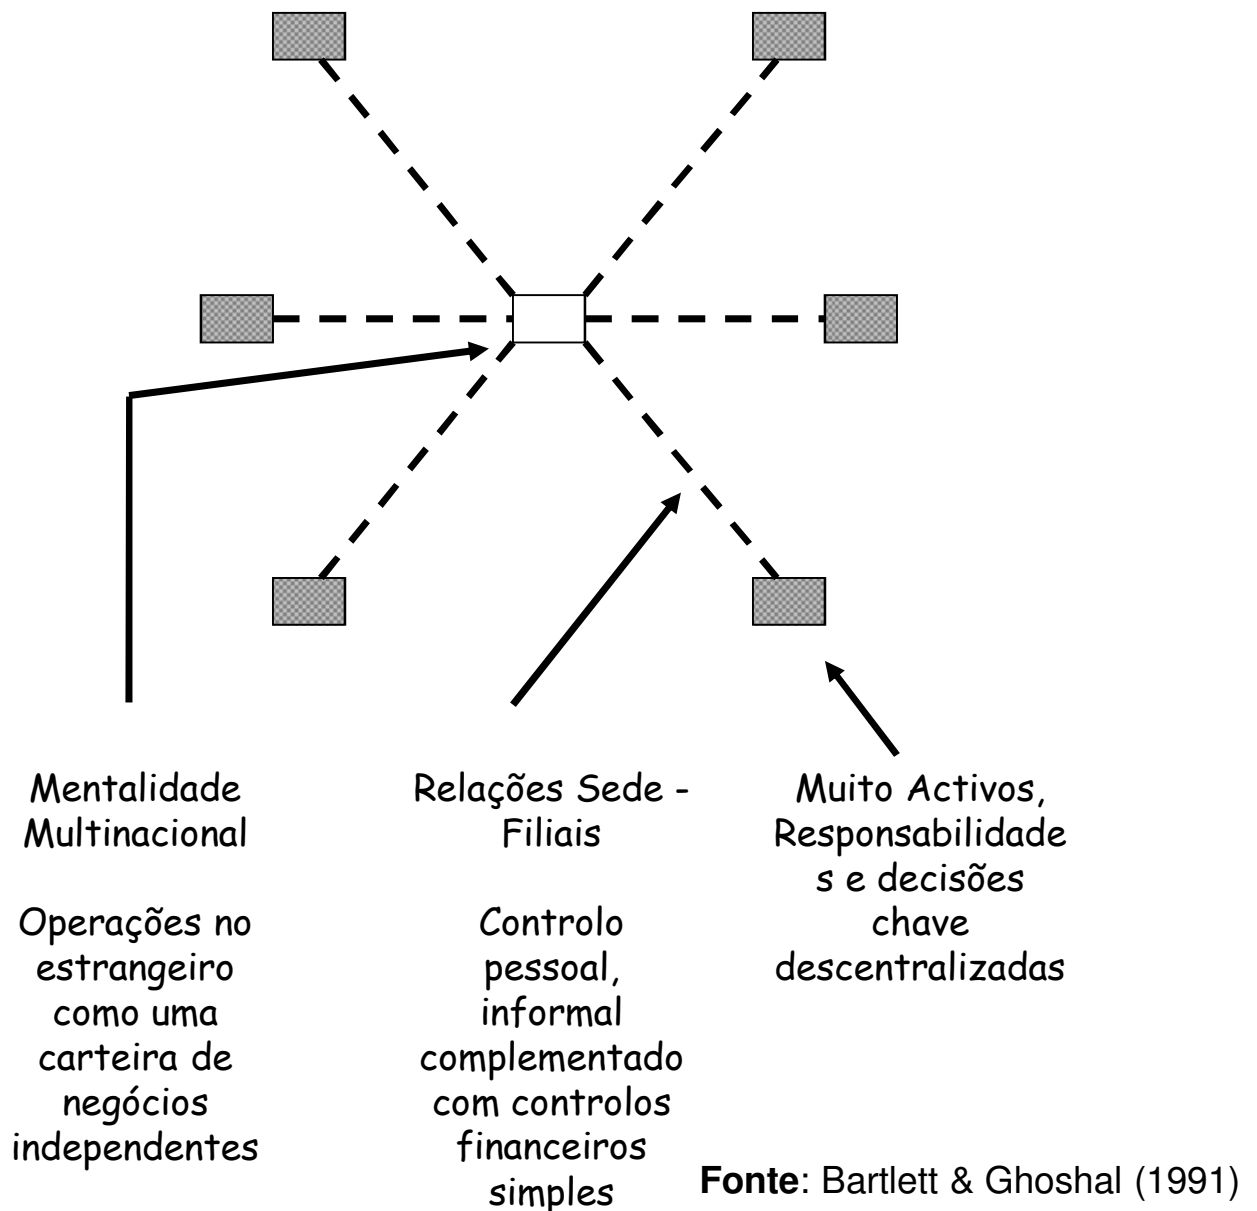 Mentalidade
Multinacional
Operações no
estrangeiro
como uma
carteira de
negócios
independentes
Relações Sede -
Filiais
Controlo
pessoal,
informal
complementado
com controlos
financeiros
simples
Muito Activos,
Responsabilidade
s e decisões
chave
descentralizadas
Fonte: Bartlett & Ghoshal (1991)